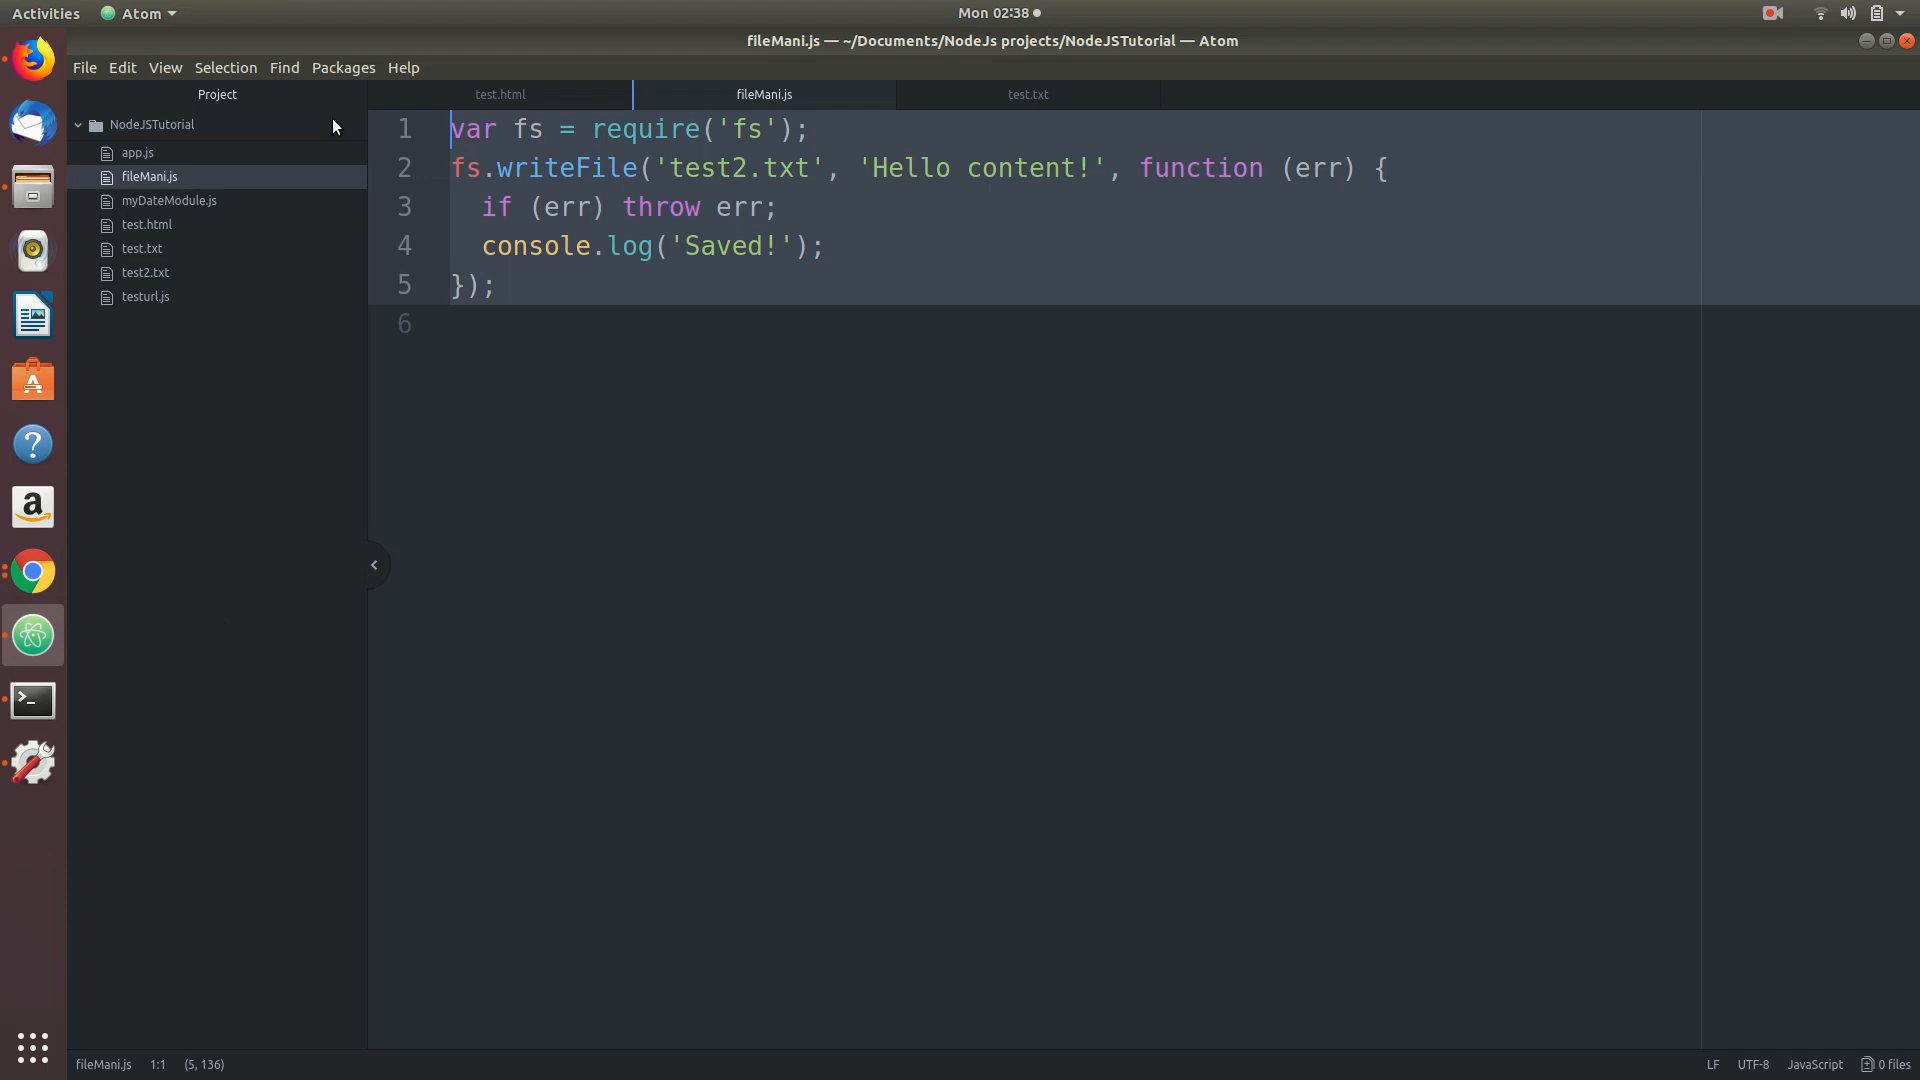 Activities Atom Mon 02:38
fileMani.js — ~/Documents/NodeJs projects/NodeJSTutorial — Atom
File Edit View Selection Find Packages Help
Project
NodeJSTutorial
app.js
fileMani.js
myDateModule.js
test.html
test.txt
test2.txt
testurl.js
test.html fileMani.js test.txt
1 var fs = require('fs');
2 fs.writeFile('test2.txt', 'Hello content!', function (err) {
3 if (err) throw err;
4 console.log('Saved!');
5 });
6
fileMani.js 1:1 (5, 136) LF UTF-8 JavaScript 0 files